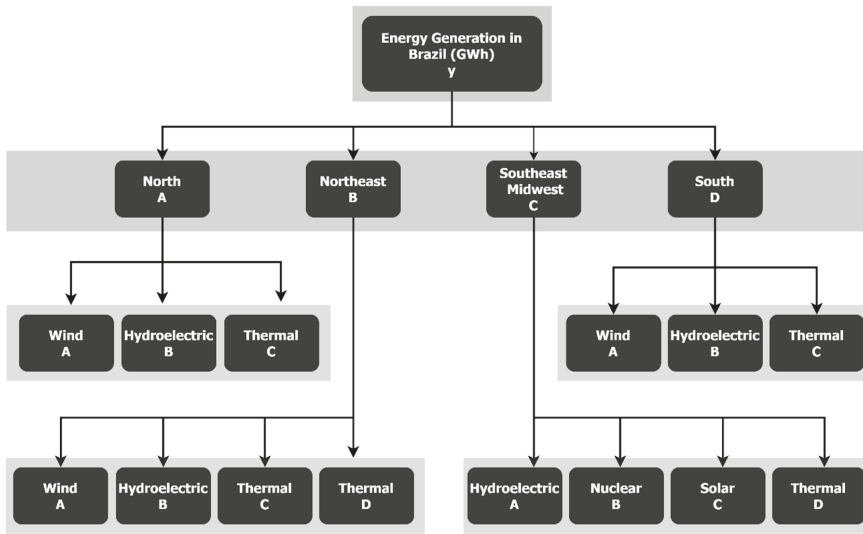 Energy Generation in
Brazil (GWh)
y
North
A
Northeast
B
Southeast
Midwest
C
South
D
Wind
A
Hydroelectric
B
Thermal
C
Wind
A
Hydroelectric
B
Thermal
C
Wind
A
Hydroelectric
B
Thermal
C
Thermal
D
Hydroelectric
A
Nuclear
B
Solar
C
Thermal
D